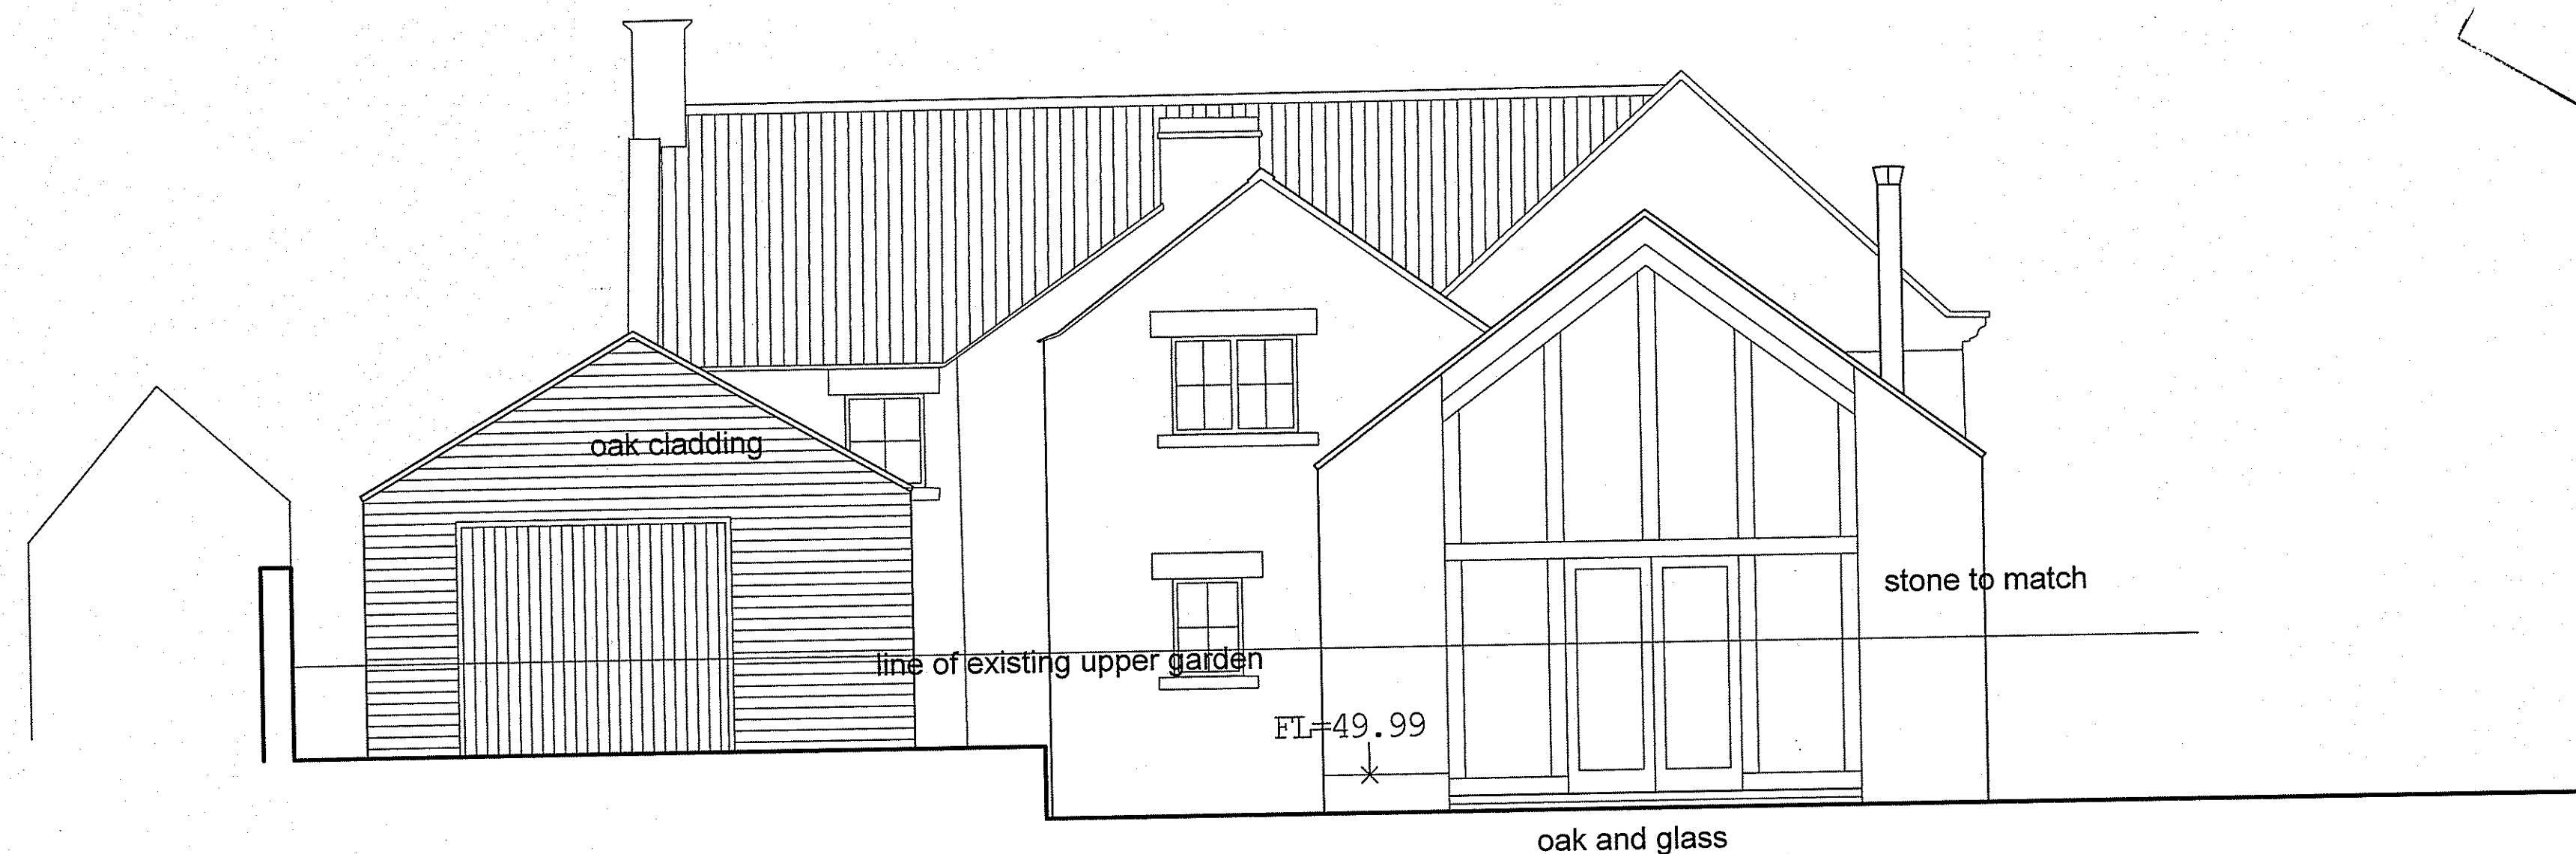 oak cladding
stone to match
line of existing upper garden
FL=49.99
oak and glass